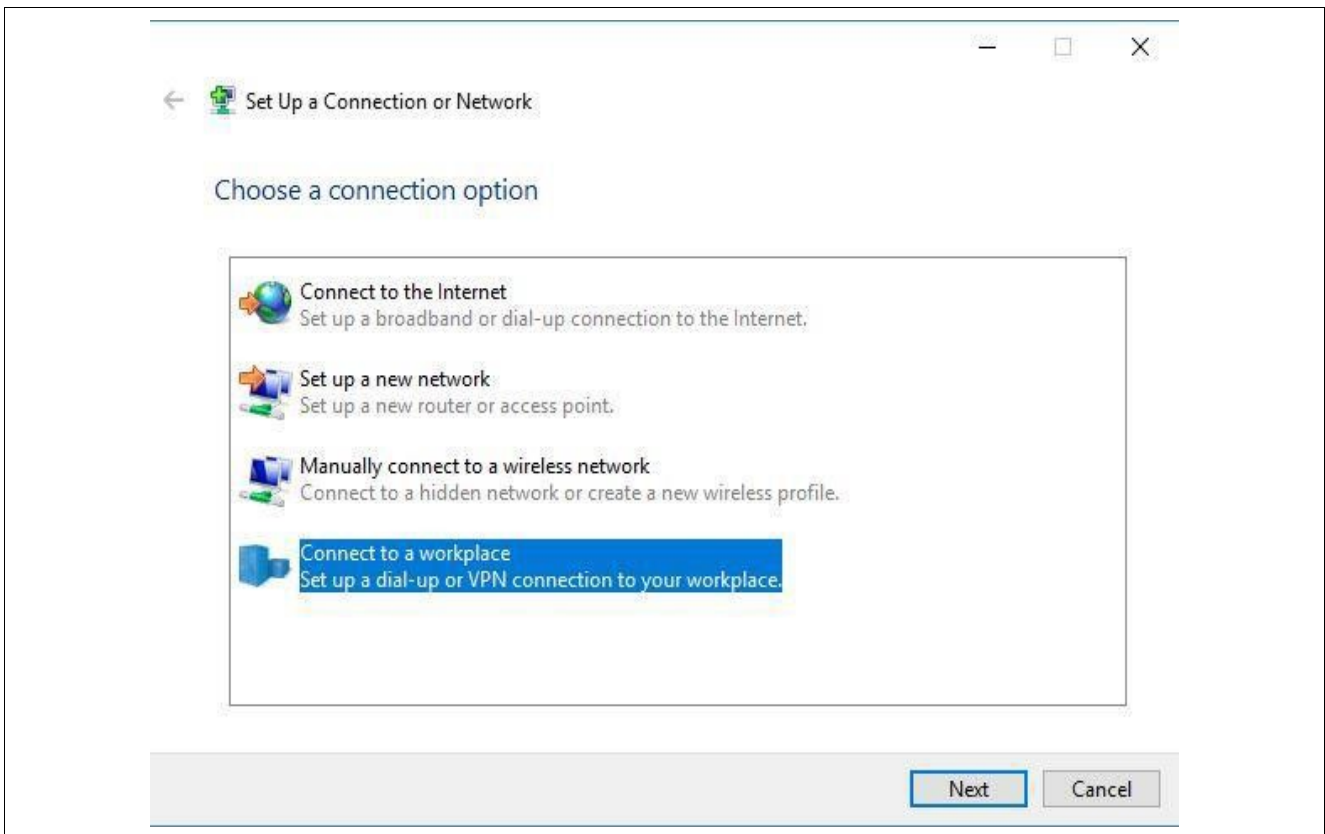 Set Up a Connection or Network
Choose a connection option
Connect to the Internet
Set up a broadband or dial-up connection to the Internet.
Set up a new network
Set up a new router or access point.
Manually connect to a wireless network
Connect to a hidden network or create a new wireless profile.
Connect to a workplace
Set up a dial-up or VPN connection to your workplace.
Next Cancel